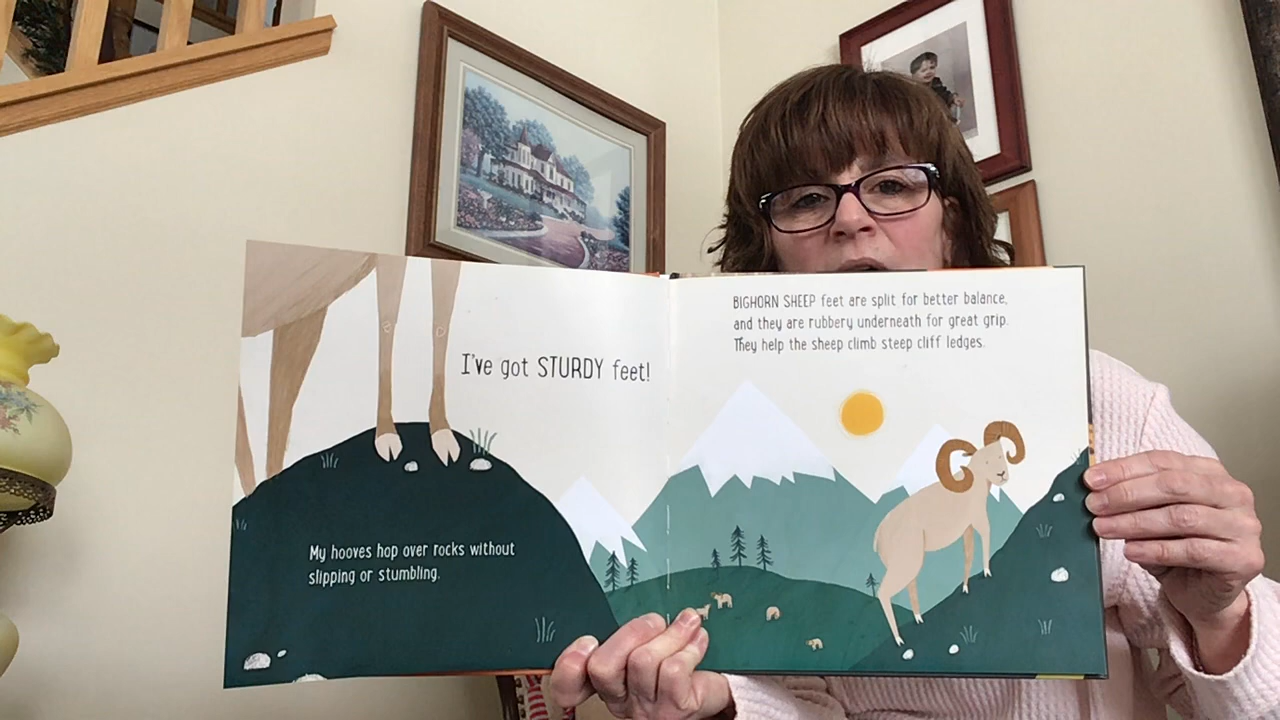 I've got STURDY feet!
My hooves hop over rocks without
slipping or stumbling.
BIGHORN SHEEP feet are split for better balance,
and they are rubbery underneath for great grip.
They help the sheep climb steep cliff ledges.